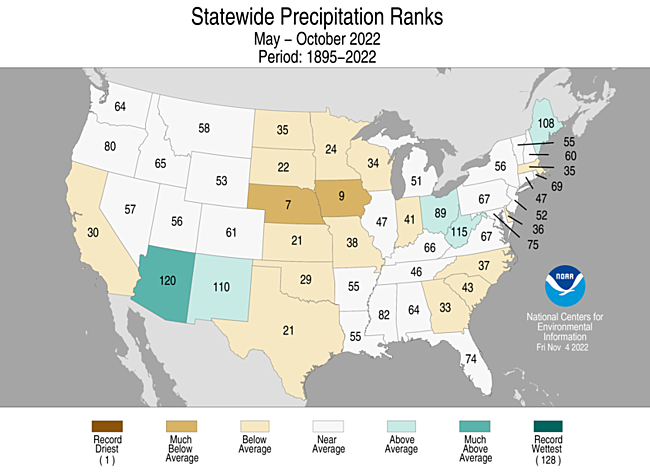 Statewide Precipitation Ranks
May – October 2022
Period: 1895–2022
64
58
35
24
108
80
65
22
34
55
60
56
35
53
51
69
7
9
67
47
57
56
61
47
41
89
115
52
36
30
21
38
66
67
75
120
110
29
46
37
55
43
21
82
64
33
55
74
NOAA
National Centers for
Environmental
Information
Fri Nov 4 2022
Record
Driest
( 1 )
Much
Below
Average
Below
Average
Near
Average
Above
Average
Much
Above
Average
Record
Wettest
( 128 )